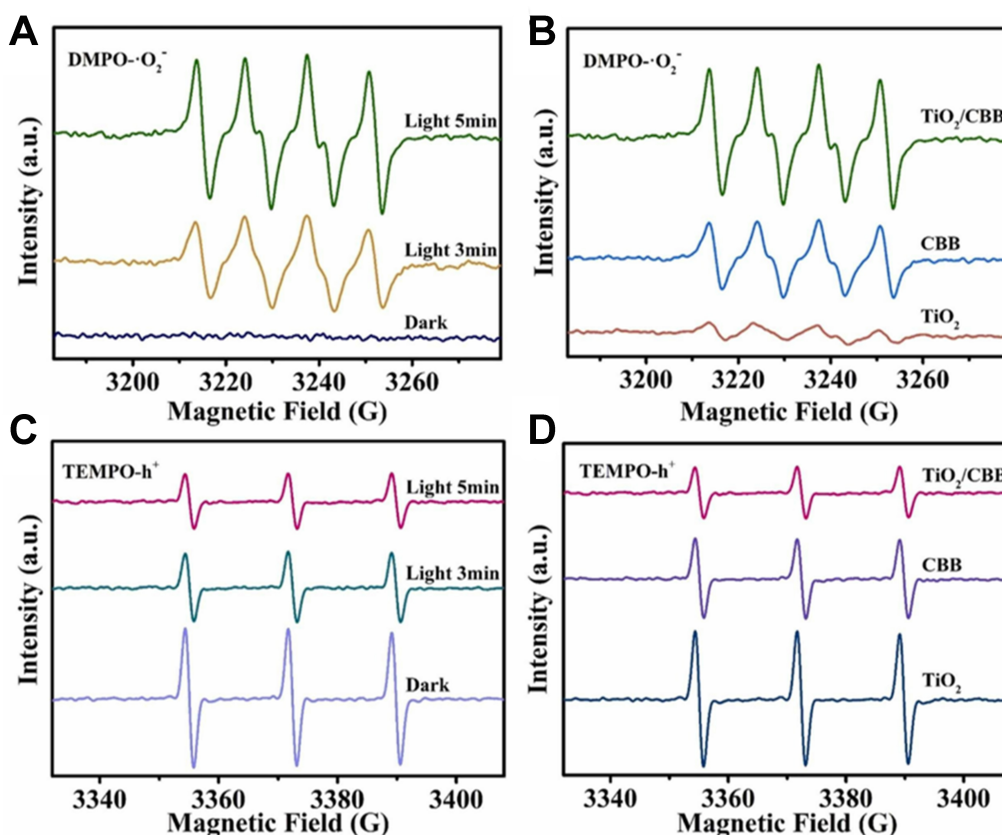 A
DMPO-·O₂⁻
Light 5min
Light 3min
Dark
Intensity (a.u.)
3200 3220 3240 3260
Magnetic Field (G)
B
DMPO-·O₂⁻
TiO₂/CBB
CBB
TiO₂
Intensity (a.u.)
3200 3220 3240 3260
Magnetic Field (G)
C
TEMPO-h⁺
Light 5min
Light 3min
Dark
Intensity (a.u.)
3340 3360 3380 3400
Magnetic Field (G)
D
TEMPO-h⁺
TiO₂/CBB
CBB
TiO₂
Intensity (a.u.)
3340 3360 3380 3400
Magnetic Field (G)